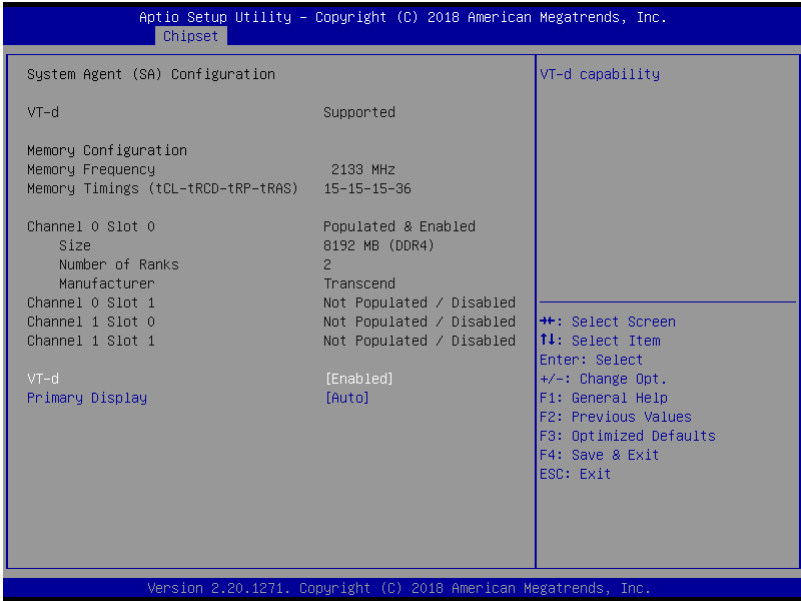 Aptio Setup Utility – Copyright (C) 2018 American Megatrends, Inc.
Chipset
System Agent (SA) Configuration
VT-d Supported
Memory Configuration
Memory Frequency 2133 MHz
Memory Timings (tCL-tRCD-tRP-tRAS) 15-15-15-36
Channel 0 Slot 0 Populated & Enabled
Size 8192 MB (DDR4)
Number of Ranks 2
Manufacturer Transcend
Channel 0 Slot 1 Not Populated / Disabled
Channel 1 Slot 0 Not Populated / Disabled
Channel 1 Slot 1 Not Populated / Disabled
VT-d [Enabled]
Primary Display [Auto]
VT-d capability
→←: Select Screen
↑↓: Select Item
Enter: Select
+/-: Change Opt.
F1: General Help
F2: Previous Values
F3: Optimized Defaults
F4: Save & Exit
ESC: Exit
Version 2.20.1271. Copyright (C) 2018 American Megatrends, Inc.